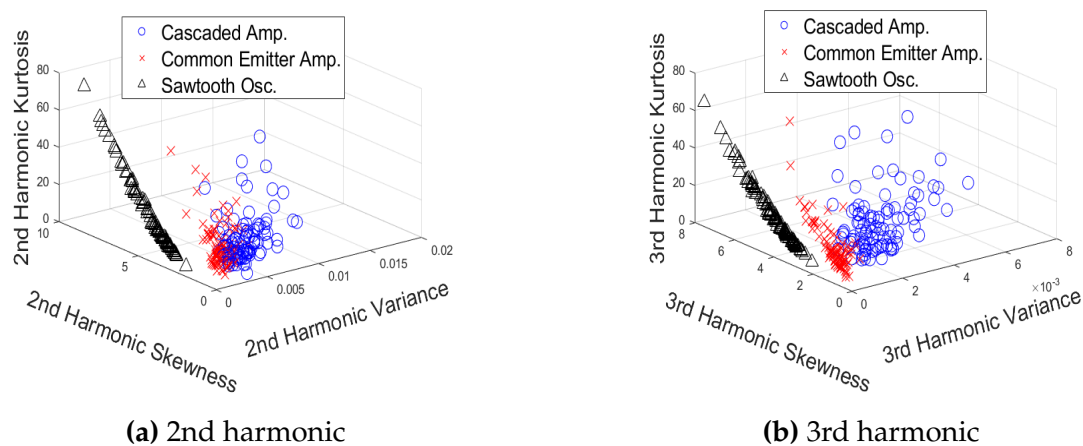 Cascaded Amp.
Common Emitter Amp.
Sawtooth Osc.
2nd Harmonic Kurtosis
80
60
40
20
0
10
5
0
2nd Harmonic Skewness
0
0.005
0.01
0.015
0.02
2nd Harmonic Variance
(a) 2nd harmonic
Cascaded Amp.
Common Emitter Amp.
Sawtooth Osc.
3rd Harmonic Kurtosis
80
60
40
20
0
8
6
4
2
0
3rd Harmonic Skewness
0
2
4
6
8
×10⁻³
3rd Harmonic Variance
(b) 3rd harmonic